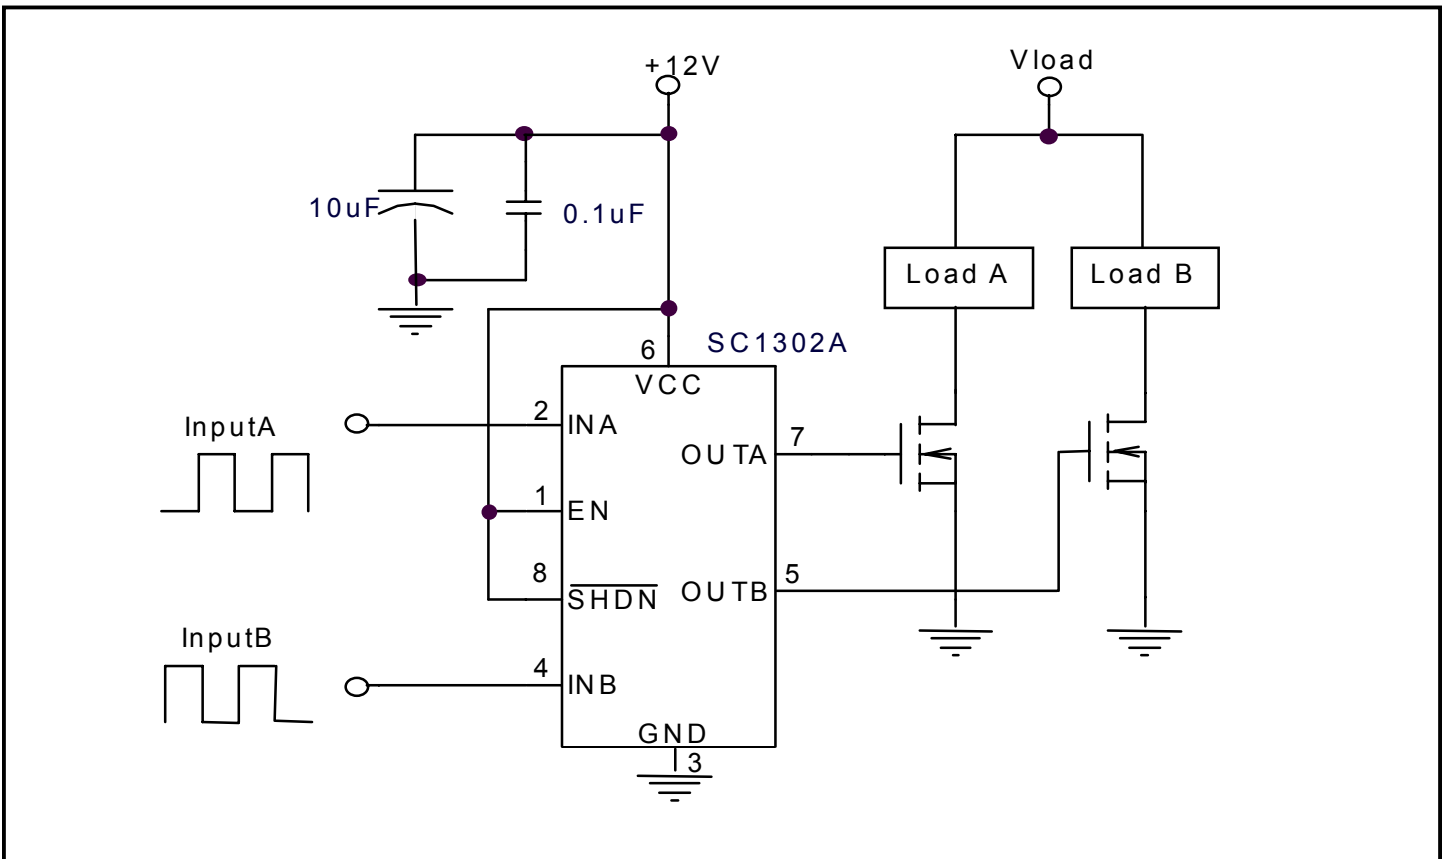 +12V
Vload
10uF
0.1uF
Load A
Load B
SC1302A
6
VCC
InputA
2
INA
7
OUTA
1
EN
8
SHDN
5
OUTB
InputB
4
INB
GND
3